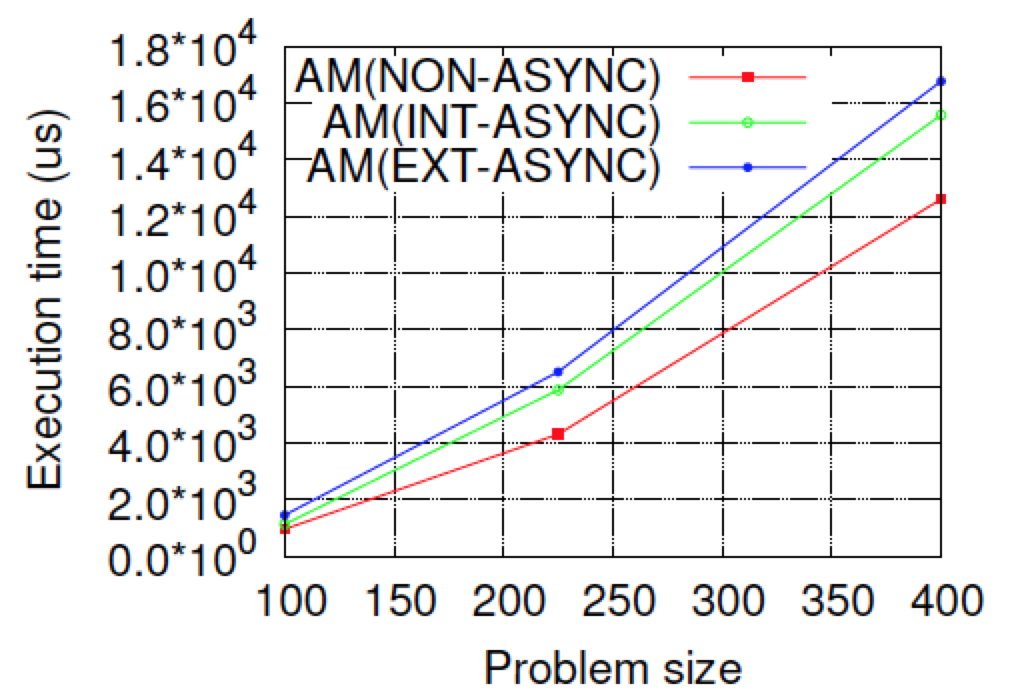 1.8*10^4
1.6*10^4
1.4*10^4
1.2*10^4
1.0*10^4
8.0*10^3
6.0*10^3
4.0*10^3
2.0*10^3
0.0*10^0
Execution time (us)
AM(NON-ASYNC)
AM(INT-ASYNC)
AM(EXT-ASYNC)
100 150 200 250 300 350 400
Problem size